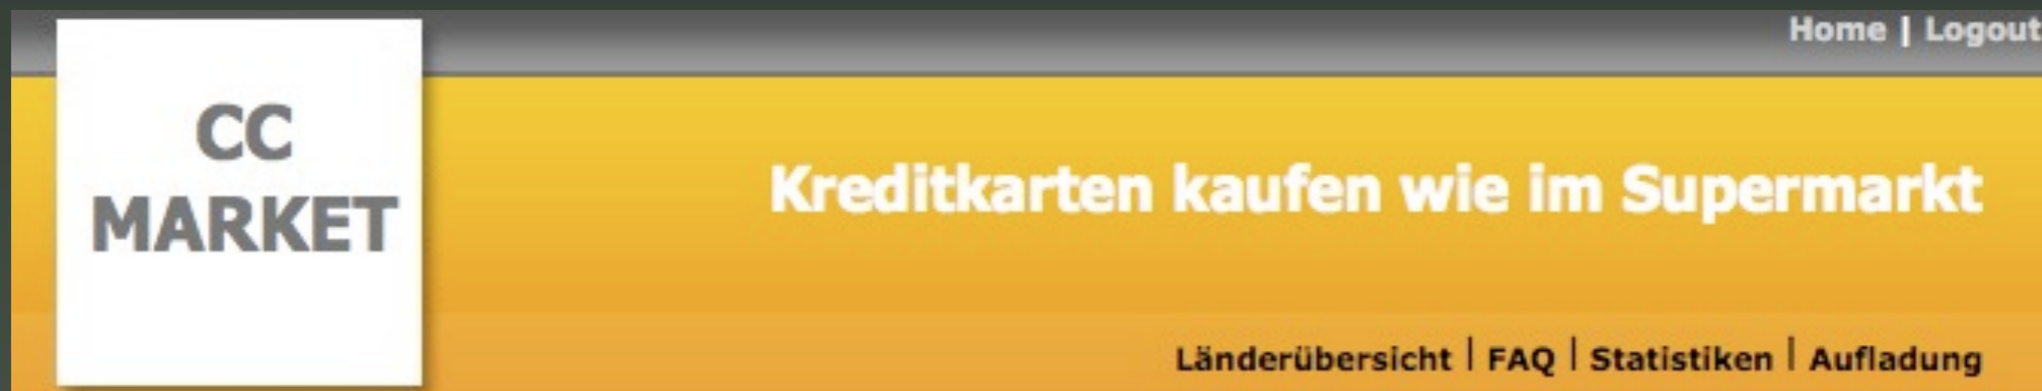 Home | Logout
CC
MARKET
Kreditkarten kaufen wie im Supermarkt
Länderübersicht | FAQ | Statistiken | Aufladung